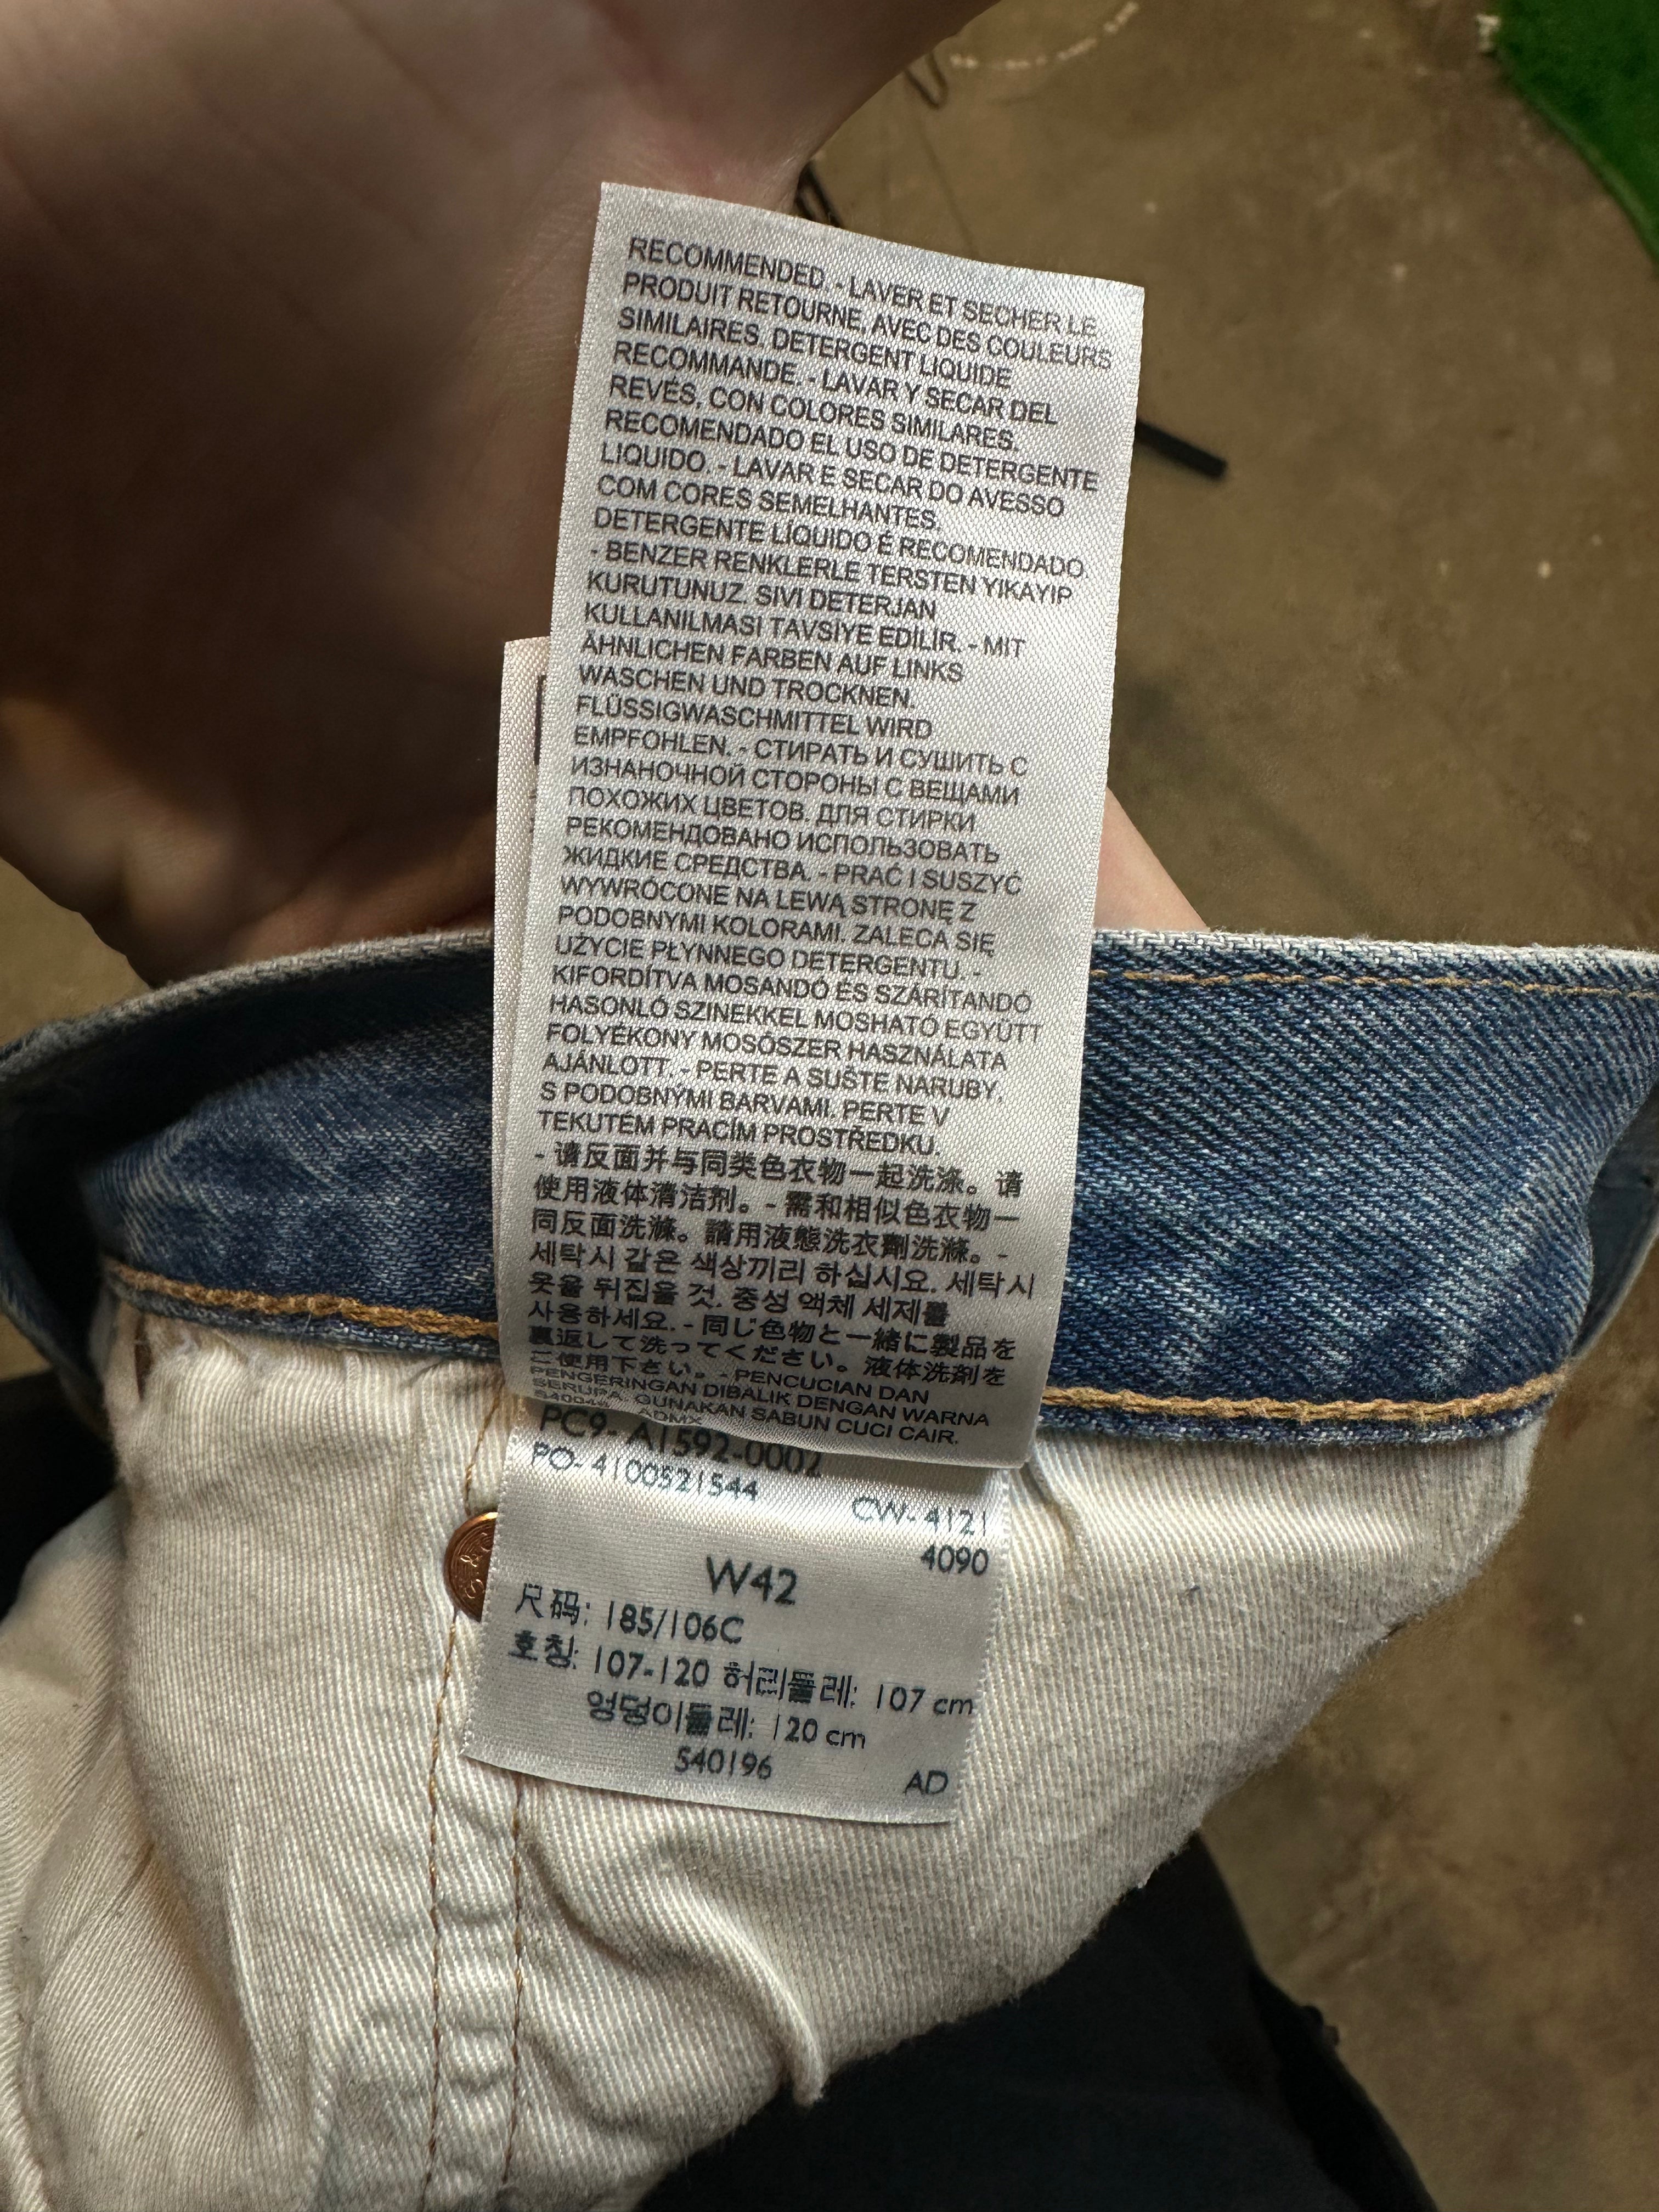 RECOMMENDED. - LAVER ET SECHER LE
PRODUIT RETOURNE, AVEC DES COULEURS
SIMILAIRES. DETERGENT LIQUIDE
RECOMMANDE. - LAVAR Y SECAR DEL
REVÉS, CON COLORES SIMILARES.
RECOMENDADO EL USO DE DETERGENTE
LIQUIDO. - LAVAR E SECAR DO AVESSO
COM CORES SEMELHANTES.
DETERGENTE LÍQUIDO É RECOMENDADO.
- BENZER RENKLERLE TERSTEN YIKAYIP
KURUTUNUZ. SIVI DETERJAN
KULLANILMASI TAVSİYE EDİLİR. - MIT
ÄHNLICHEN FARBEN AUF LINKS
WASCHEN UND TROCKNEN.
FLÜSSIGWASCHMITTEL WIRD
EMPFOHLEN. - СТИРАТЬ И СУШИТЬ С
ИЗНАНОЧНОЙ СТОРОНЫ С ВЕЩАМИ
ПОХОЖИХ ЦВЕТОВ. ДЛЯ СТИРКИ
РЕКОМЕНДОВАНО ИСПОЛЬЗОВАТЬ
ЖИДКИЕ СРЕДСТВА. - PRAĆ I SUSZYĆ
WYWRÓCONE NA LEWĄ STRONĘ Z
PODOBNYMI KOLORAMI. ZALECA SIĘ
UŻYCIE PŁYNNEGO DETERGENTU. -
KIFORDÍTVA MOSANDÓ ÉS SZÁRÍTANDÓ
HASONLÓ SZINEKKEL MOSHATÓ EGYÜTT
FOLYÉKONY MOSÓSZER HASZNÁLATA
AJÁNLOTT. - PERTE A SUŠTE NARUBY,
S PODOBNÝMI BARVAMI. PERTE V
TEKUTÉM PRACÍM PROSTŘEDKU.
- 请反面并与同类色衣物一起洗涤。请
使用液体清洁剂。- 需和相似色衣物一
同反面洗滌。請用液態洗衣劑洗滌。-
세탁시 같은 색상끼리 하십시요. 세탁시
옷을 뒤집을 것. 중성 액체 세제를
사용하세요. - 同じ色物と一緒に製品を
裏返して洗ってください。液体洗剤を
ご使用下さい。- PENCUCIAN DAN
PENGERINGAN DIBALIK DENGAN WARNA
SERUPA. GUNAKAN SABUN CUCI CAIR.
ADMX
PC9- A1592-0002
PO- 4100521544
CW- 4121
4090
W42
尺码: 185/106C
호칭: 107-120 허리둘레: 107 cm
엉덩이둘레: 120 cm
540196
AD